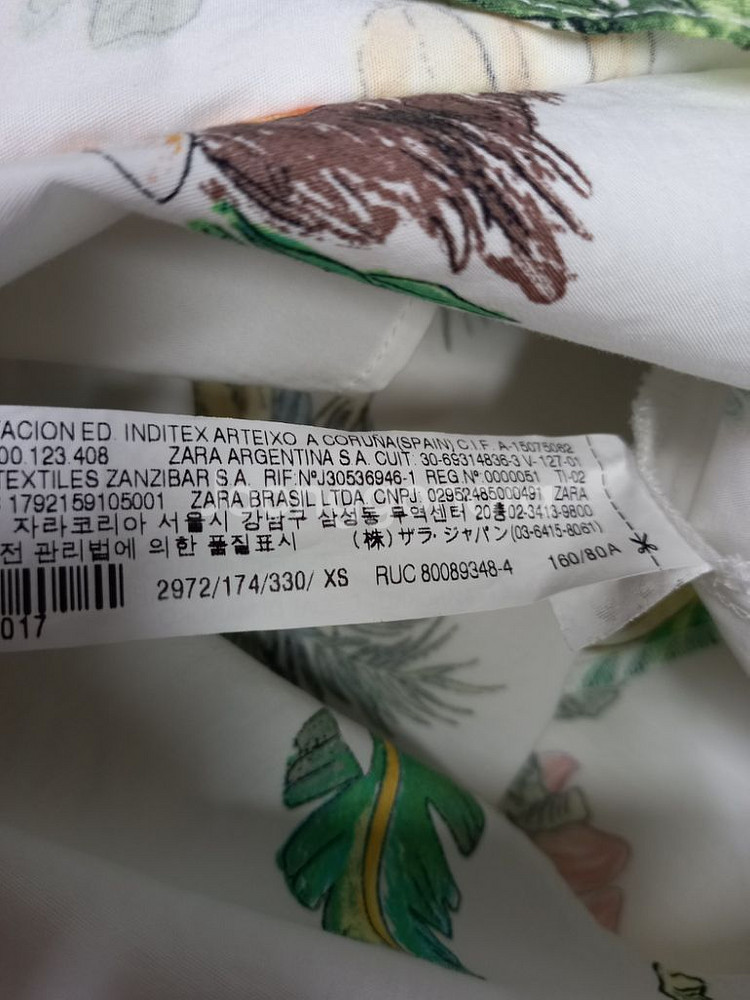 ACION ED. INDITEX ARTEIXO A CORUÑA(SPAIN) C.I.F. A-15075062
00.123.408 ZARA ARGENTINA S.A. CUIT: 30-69314836-3 V-127-01
TEXTILES ZANZIBAR S.A. RIF:NºJ30536946-1 REG.Nº:0000051 TI-02
1792159105001 ZARA BRASIL LTDA.CNPJ: 02952485000491 ZARA
자라코리아 서울시 강남구 삼성동 무역센터 20층02-3413-9800
전 관리법에 의한 품질표시 (株)ザラ・ジャパン(03-6415-8061)
2972/174/330/ XS RUC 80089348-4 160/80A
017